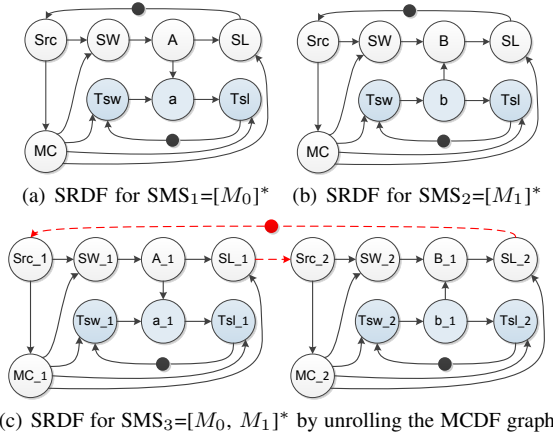 Src SW A SL Src SW B SL
Tsw a Tsl Tsw b Tsl
MC MC
(a) SRDF for SMS₁=[M₀]* (b) SRDF for SMS₂=[M₁]*
Src_1 SW_1 A_1 SL_1 Src_2 SW_2 B_1 SL_2
Tsw_1 a_1 Tsl_1 Tsw_2 b_1 Tsl_2
MC_1 MC_2
(c) SRDF for SMS₃=[M₀, M₁]* by unrolling the MCDF graph